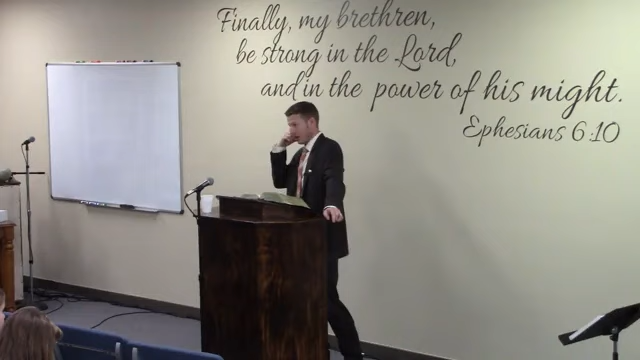 Finally, my brethren,
be strong in the Lord,
and in the power of his might.
Ephesians 6:10